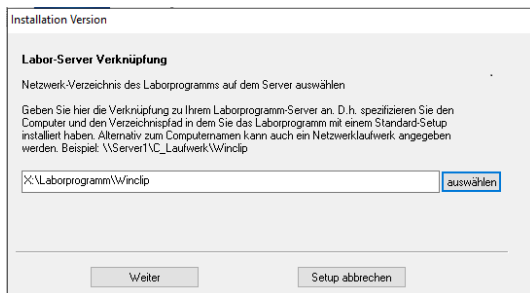 Installation Version
Labor-Server Verknüpfung
Netzwerk-Verzeichnis des Laborprogramms auf dem Server auswählen
Geben Sie hier die Verknüpfung zu Ihrem Laborprogramm-Server an. D.h. spezifizieren Sie den
Computer und den Verzeichnispfad in dem Sie das Laborprogramm mit einem Standard-Setup
installiert haben. Alternativ zum Computernamen kann auch ein Netzwerklaufwerk angegeben
werden. Beispiel: \\Server1\C_Laufwerk\Winclip
X:\Laborprogramm\Winclip
auswählen
Weiter
Setup abbrechen